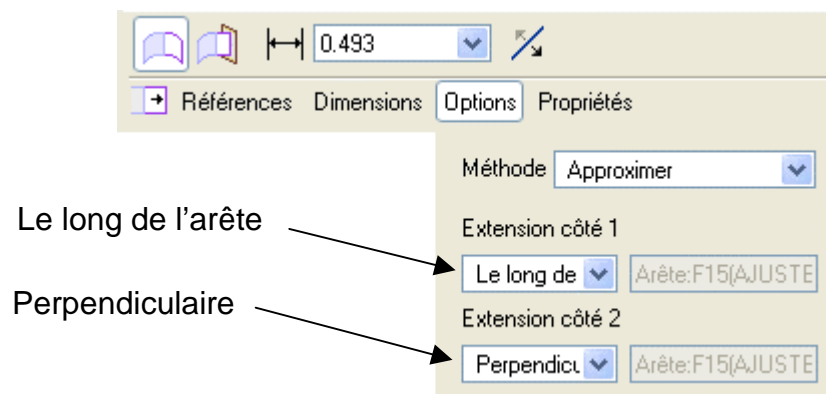 0.493
Références Dimensions Options Propriétés
Méthode Approximer
Le long de l'arête
Extension côté 1
Le long de Arête:F15(AJUSTE
Perpendiculaire
Extension côté 2
Perpendicu Arête:F15(AJUSTE